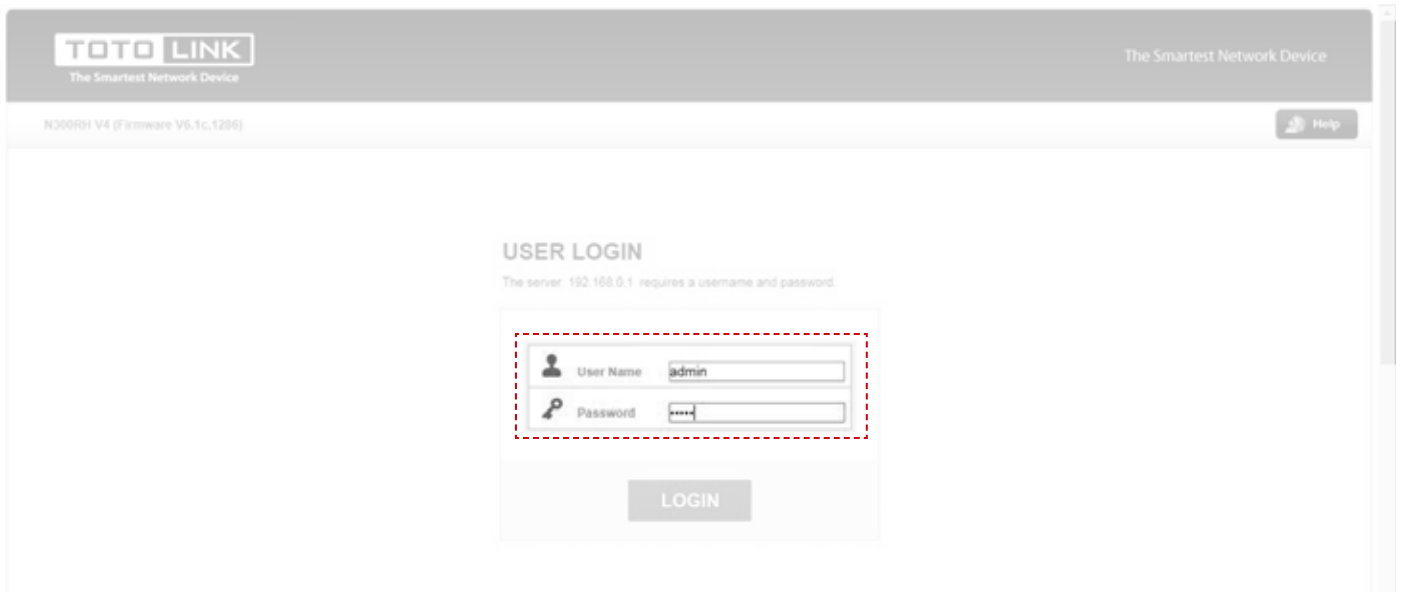 TOTO LINK
The Smartest Network Device
The Smartest Network Device
N300RH V4 (Firmware V6.1c.1286)
Help
USER LOGIN
The server 192.168.0.1 requires a username and password.
User Name admin
Password •••••
LOGIN